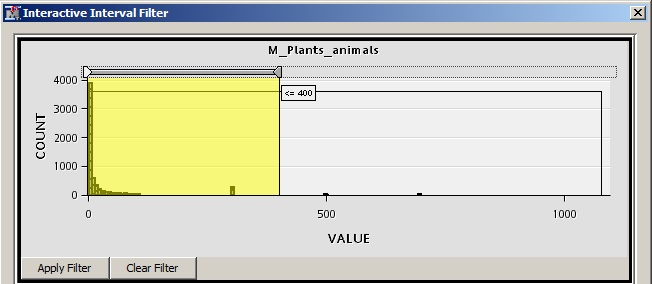 Interactive Interval Filter
M_Plants_animals
<= 400
4000
3000
2000
1000
0
COUNT
0 500 1000
VALUE
Apply Filter Clear Filter